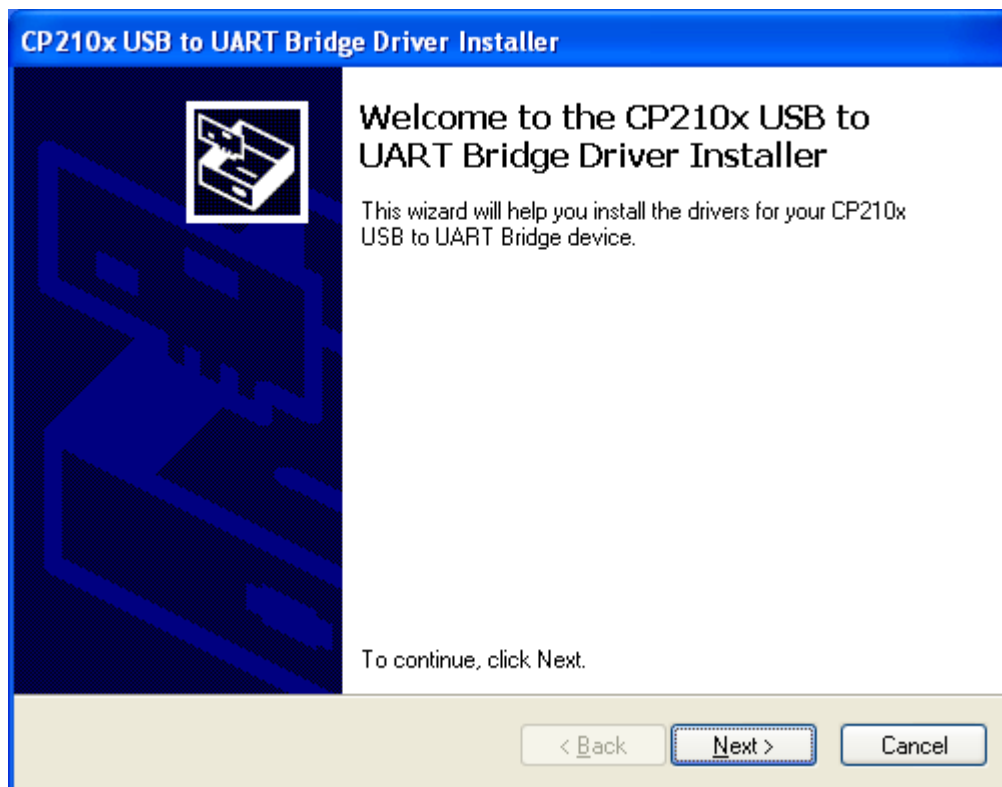 CP210x USB to UART Bridge Driver Installer
Welcome to the CP210x USB to
UART Bridge Driver Installer
This wizard will help you install the drivers for your CP210x
USB to UART Bridge device.
To continue, click Next.
< Back
Next >
Cancel